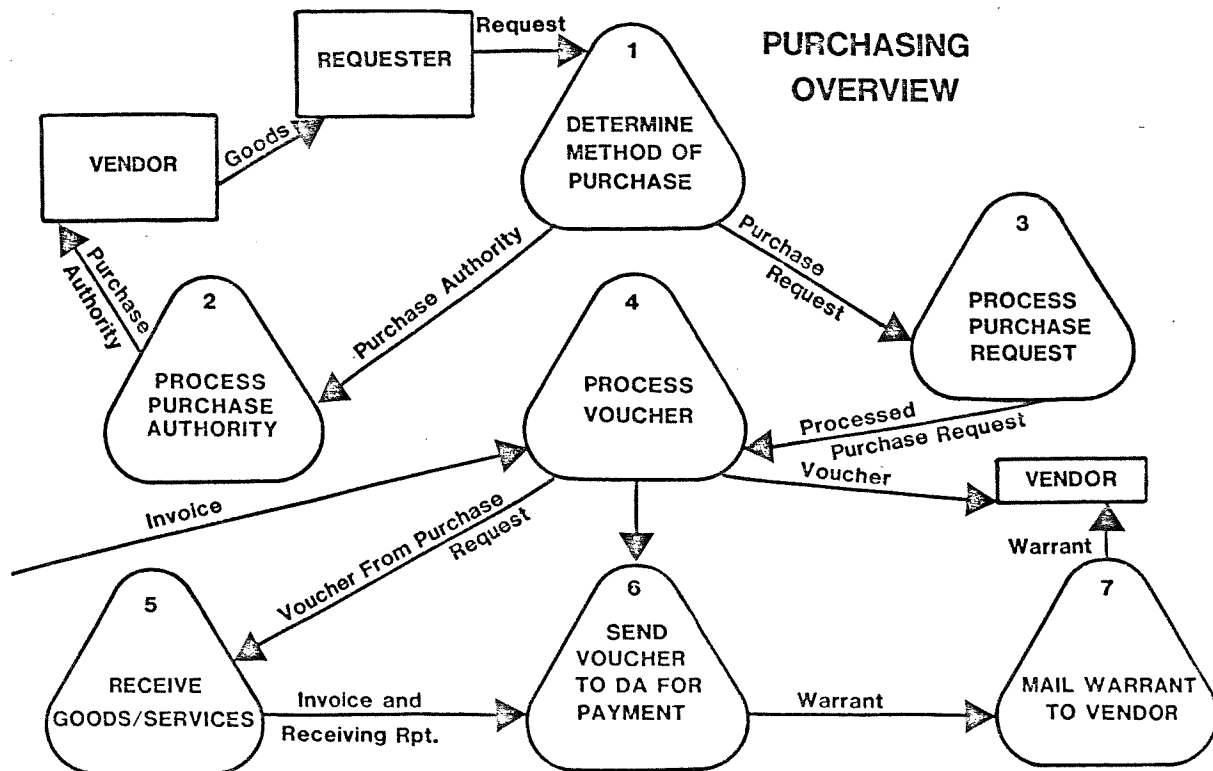 PURCHASING
OVERVIEW
REQUESTER
Request
1
DETERMINE
METHOD OF
PURCHASE
VENDOR
Goods
Purchase
Authority
2
PROCESS
PURCHASE
AUTHORITY
Purchase Authority
Purchase
Request
3
PROCESS
PURCHASE
REQUEST
4
PROCESS
VOUCHER
Processed
Purchase Request
Voucher
VENDOR
Invoice
Voucher From Purchase
Request
Warrant
5
RECEIVE
GOODS/SERVICES
Invoice and
Receiving Rpt.
6
SEND
VOUCHER
TO DA FOR
PAYMENT
Warrant
7
MAIL WARRANT
TO VENDOR